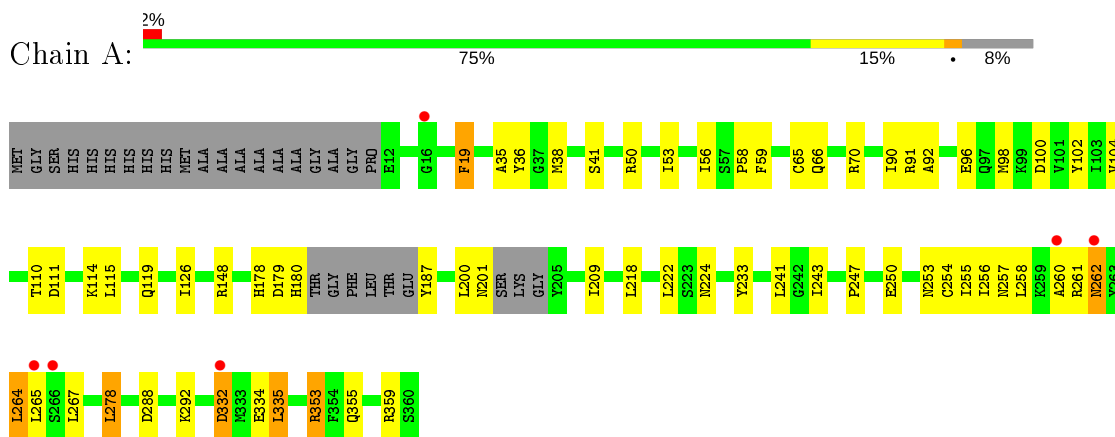 2%
Chain A:
75% 15% • 8%
MET GLY SER HIS HIS HIS HIS HIS HIS MET ALA ALA ALA ALA ALA ALA GLY ALA GLY PRO E12 G16 F19 A35 Y36 G37 M38 S41 R50 I53 I56 S57 P58 F59 C65 Q66 R70 I90 R91 A92 E96 Q97 M98 K99 D100 V101 Y102 I103 V104
T110 D111 K114 L115 Q119 I126 R148 H178 D179 H180 THR GLY PHE LEU THR GLU Y187 L200 N201 SER LYS GLY Y205 I209 L218 L222 S223 N224 Y233 L241 G242 I243 P247 E250 N253 C254 I255 I256 N257 L258 K259 A260 R261 N262 Y263
L264 L265 S266 L267 L278 D288 K292 D332 M333 E334 L335 R353 F354 Q355 R359 S360